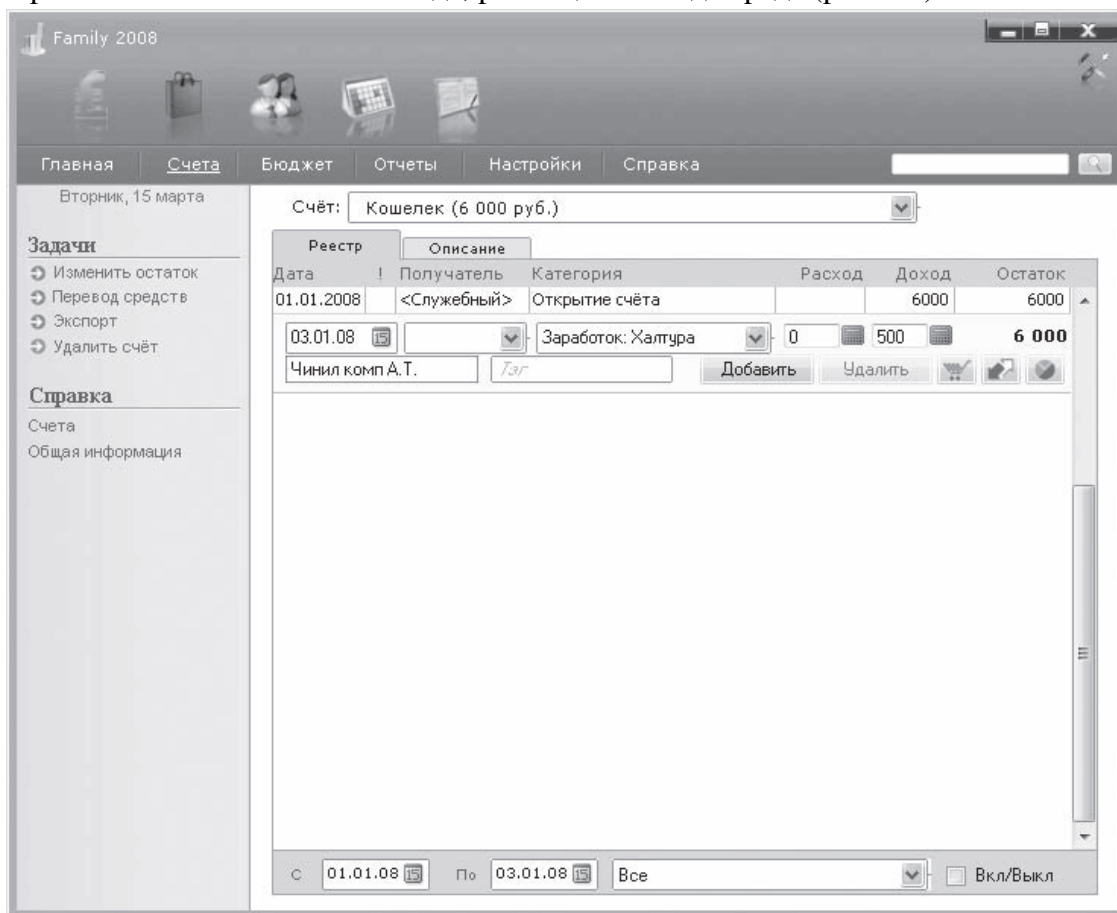 Family 2008
Главная Счета Бюджет Отчеты Настройки Справка
Вторник, 15 марта
Счёт: Кошелек (6 000 руб.)
Задачи
Изменить остаток
Перевод средств
Экспорт
Удалить счёт
Справка
Счета
Общая информация
Реестр Описание
Дата ! Получатель Категория Расход Доход Остаток
01.01.2008 <Служебный> Открытие счёта 6000 6000
03.01.08 15 Заработок: Халтура 0 500 6 000
Чинил комп А.Т. Тэг Добавить Удалить
С 01.01.08 15 По 03.01.08 15 Все Вкл/Выкл